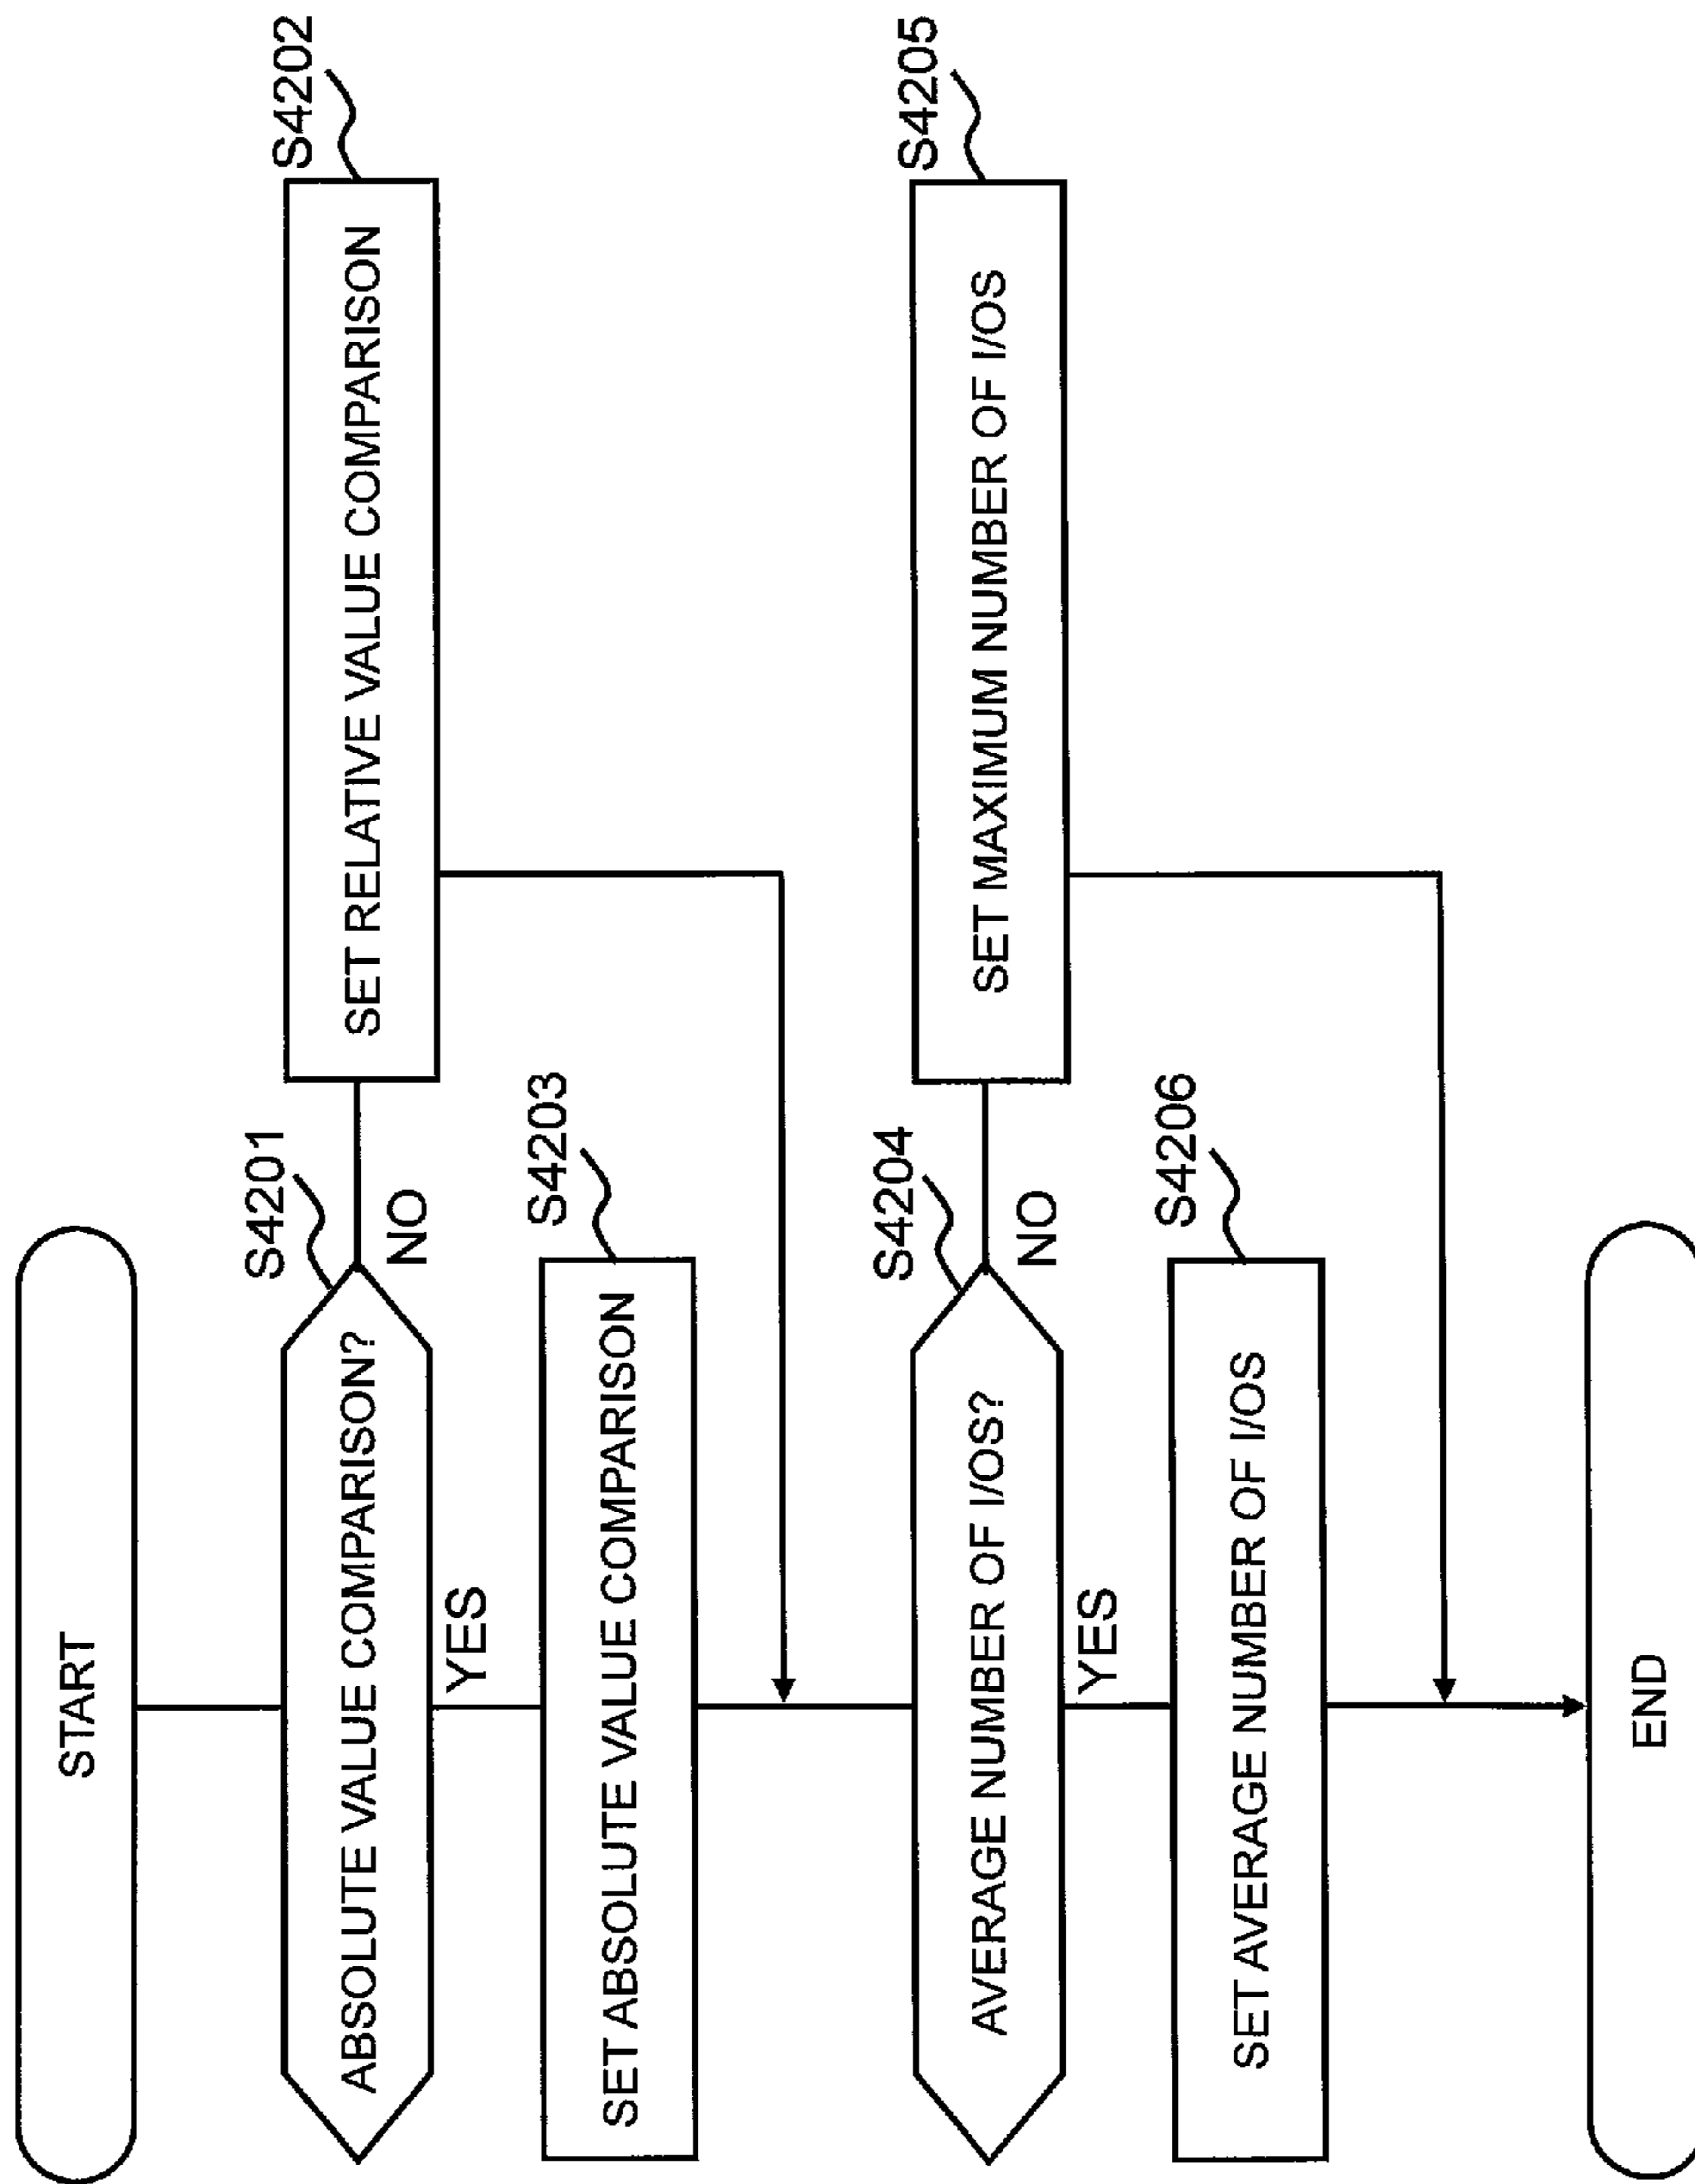 START
S4201
ABSOLUTE VALUE COMPARISON?
NO
S4202
SET RELATIVE VALUE COMPARISON
YES
S4203
SET ABSOLUTE VALUE COMPARISON
S4204
AVERAGE NUMBER OF I/OS?
NO
S4205
SET MAXIMUM NUMBER OF I/OS
YES
S4206
SET AVERAGE NUMBER OF I/OS
END